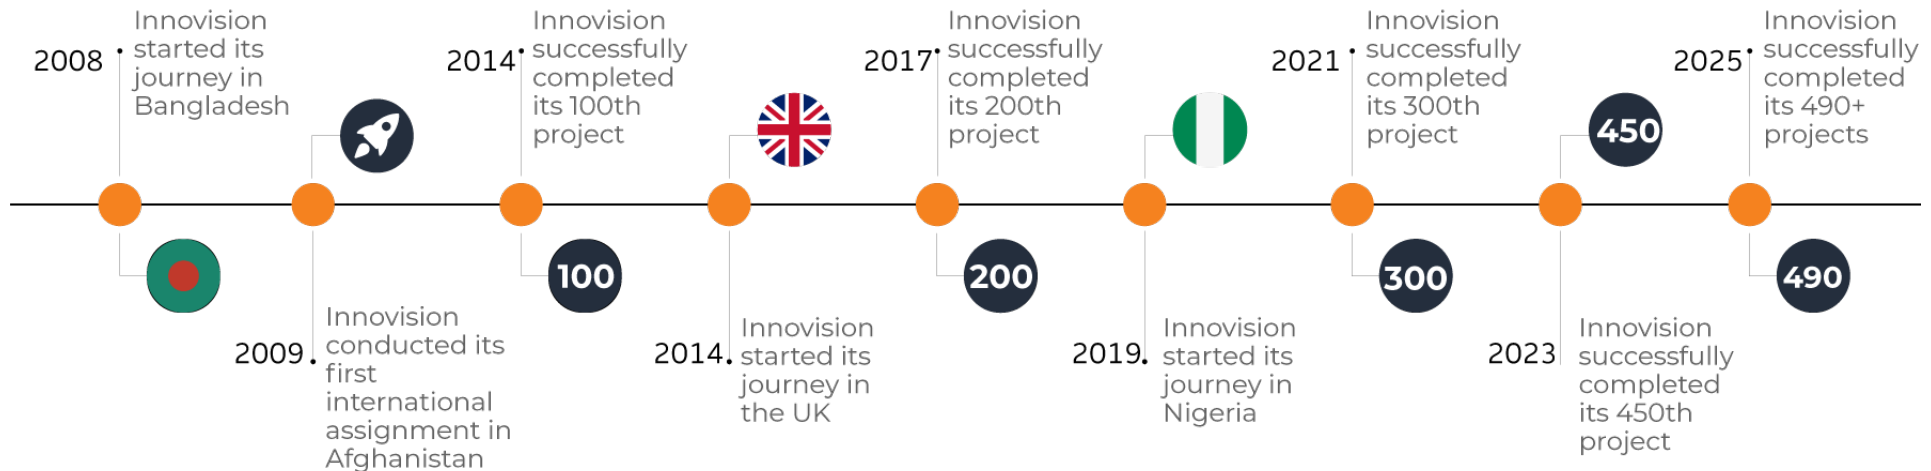 2008
Innovision
started its
journey in
Bangladesh
2009
Innovision
conducted its
first
international
assignment in
Afghanistan
2014
Innovision
successfully
completed
its 100th
project
100
2014
Innovision
started its
journey in
the UK
2017
Innovision
successfully
completed
its 200th
project
200
2019
Innovision
started its
journey in
Nigeria
2021
Innovision
successfully
completed
its 300th
project
300
450
2023
Innovision
successfully
completed
its 450th
project
2025
Innovision
successfully
completed
its 490+
projects
490